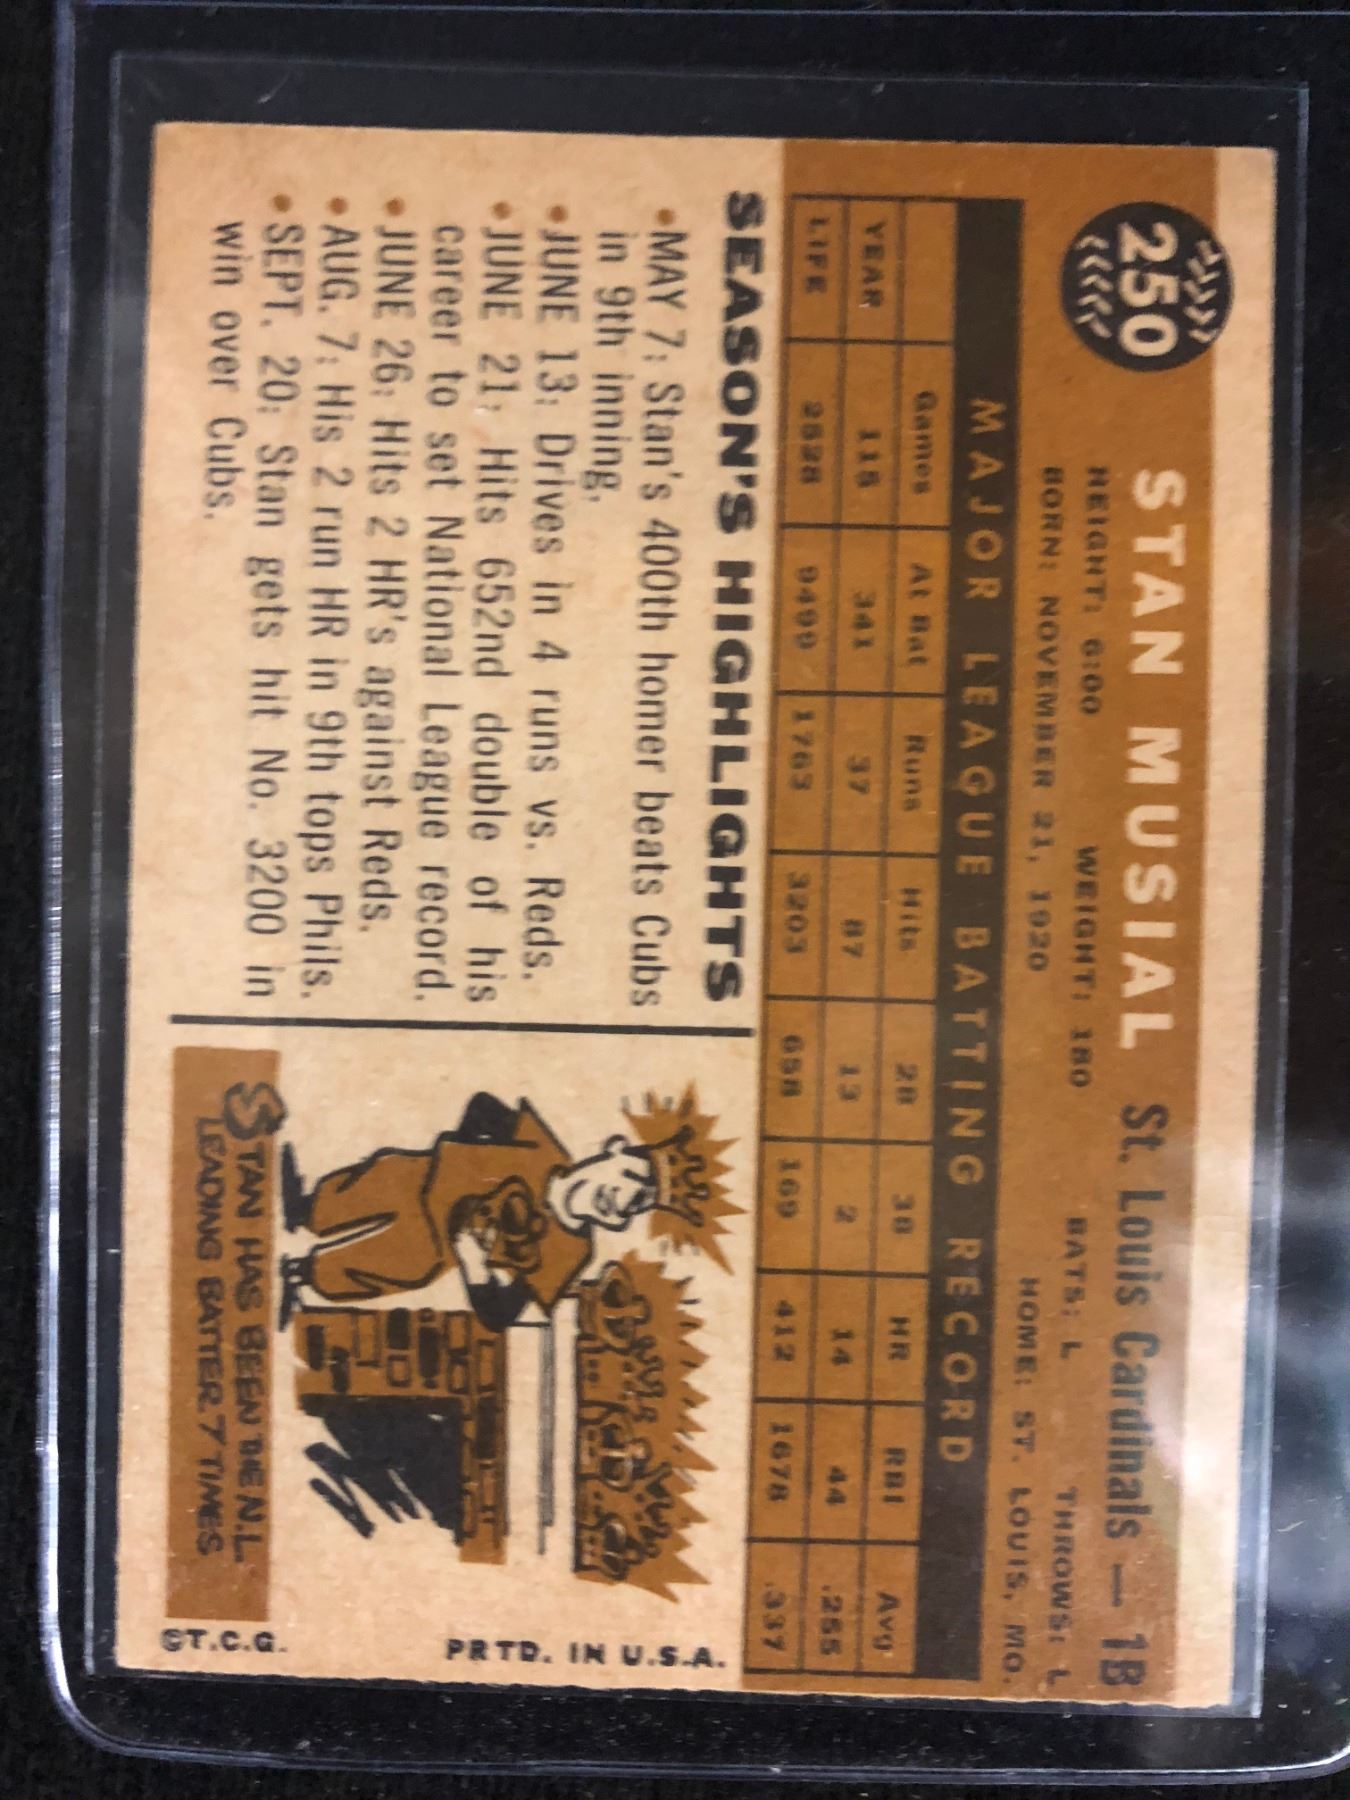 250
STAN MUSIAL St. Louis Cardinals — 1B
HEIGHT: 6:00 WEIGHT: 180 BATS: L THROWS: L
BORN: NOVEMBER 21, 1920 HOME: ST. LOUIS, MO.
MAJOR LEAGUE BATTING RECORD
Games At Bat Runs Hits 2B 3B HR RBI Avg
YEAR 115 341 37 87 13 2 14 44 .255
LIFE 2528 9499 1763 3203 658 169 412 1678 .337
SEASON'S HIGHLIGHTS
• MAY 7: Stan's 400th homer beats Cubs
in 9th inning.
• JUNE 13: Drives in 4 runs vs. Reds.
• JUNE 21: Hits 652nd double of his
career to set National League record.
• JUNE 26: Hits 2 HR's against Reds.
• AUG. 7: His 2 run HR in 9th tops Phils.
• SEPT. 20: Stan gets hit No. 3200 in
win over Cubs.
STAN HAS BEEN THE N.L.
LEADING BATTER 7 TIMES
©T.C.G. PRTD. IN U.S.A.